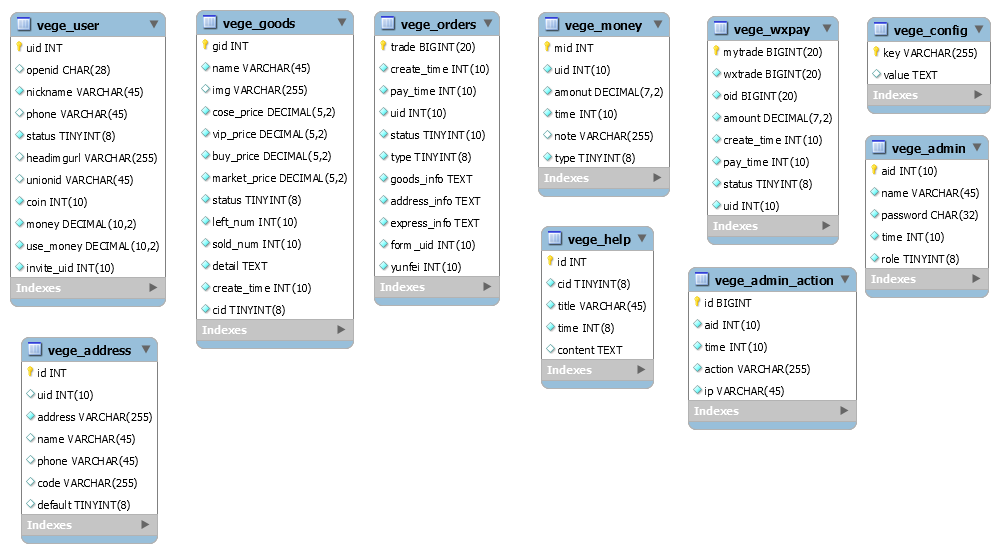 vege_user
uid INT
openid CHAR(28)
nickname VARCHAR(45)
phone VARCHAR(45)
status TINYINT(8)
headimgurl VARCHAR(255)
unionid VARCHAR(45)
coin INT(10)
money DECIMAL(10,2)
use_money DECIMAL(10,2)
invite_uid INT(10)
Indexes
vege_goods
gid INT
name VARCHAR(45)
img VARCHAR(255)
cose_price DECIMAL(5,2)
vip_price DECIMAL(5,2)
buy_price DECIMAL(5,2)
market_price DECIMAL(5,2)
status TINYINT(8)
left_num INT(10)
sold_num INT(10)
detail TEXT
create_time INT(10)
cid TINYINT(8)
Indexes
vege_orders
trade BIGINT(20)
create_time INT(10)
pay_time INT(10)
uid INT(10)
status TINYINT(10)
type TINYINT(8)
goods_info TEXT
address_info TEXT
express_info TEXT
form_uid INT(10)
yunfei INT(10)
Indexes
vege_money
mid INT
uid INT(10)
amonut DECIMAL(7,2)
time INT(10)
note VARCHAR(255)
type TINYINT(8)
Indexes
vege_wxpay
mytrade BIGINT(20)
wxtrade BIGINT(20)
oid BIGINT(20)
amount DECIMAL(7,2)
create_time INT(10)
pay_time INT(10)
status TINYINT(8)
uid INT(10)
Indexes
vege_config
key VARCHAR(255)
value TEXT
Indexes
vege_admin
aid INT(10)
name VARCHAR(45)
password CHAR(32)
time INT(10)
role TINYINT(8)
Indexes
vege_help
id INT
cid TINYINT(8)
title VARCHAR(45)
time INT(8)
content TEXT
Indexes
vege_admin_action
id BIGINT
aid INT(10)
time INT(10)
action VARCHAR(255)
ip VARCHAR(45)
Indexes
vege_address
id INT
uid INT(10)
address VARCHAR(255)
name VARCHAR(45)
phone VARCHAR(45)
code VARCHAR(255)
default TINYINT(8)
Indexes